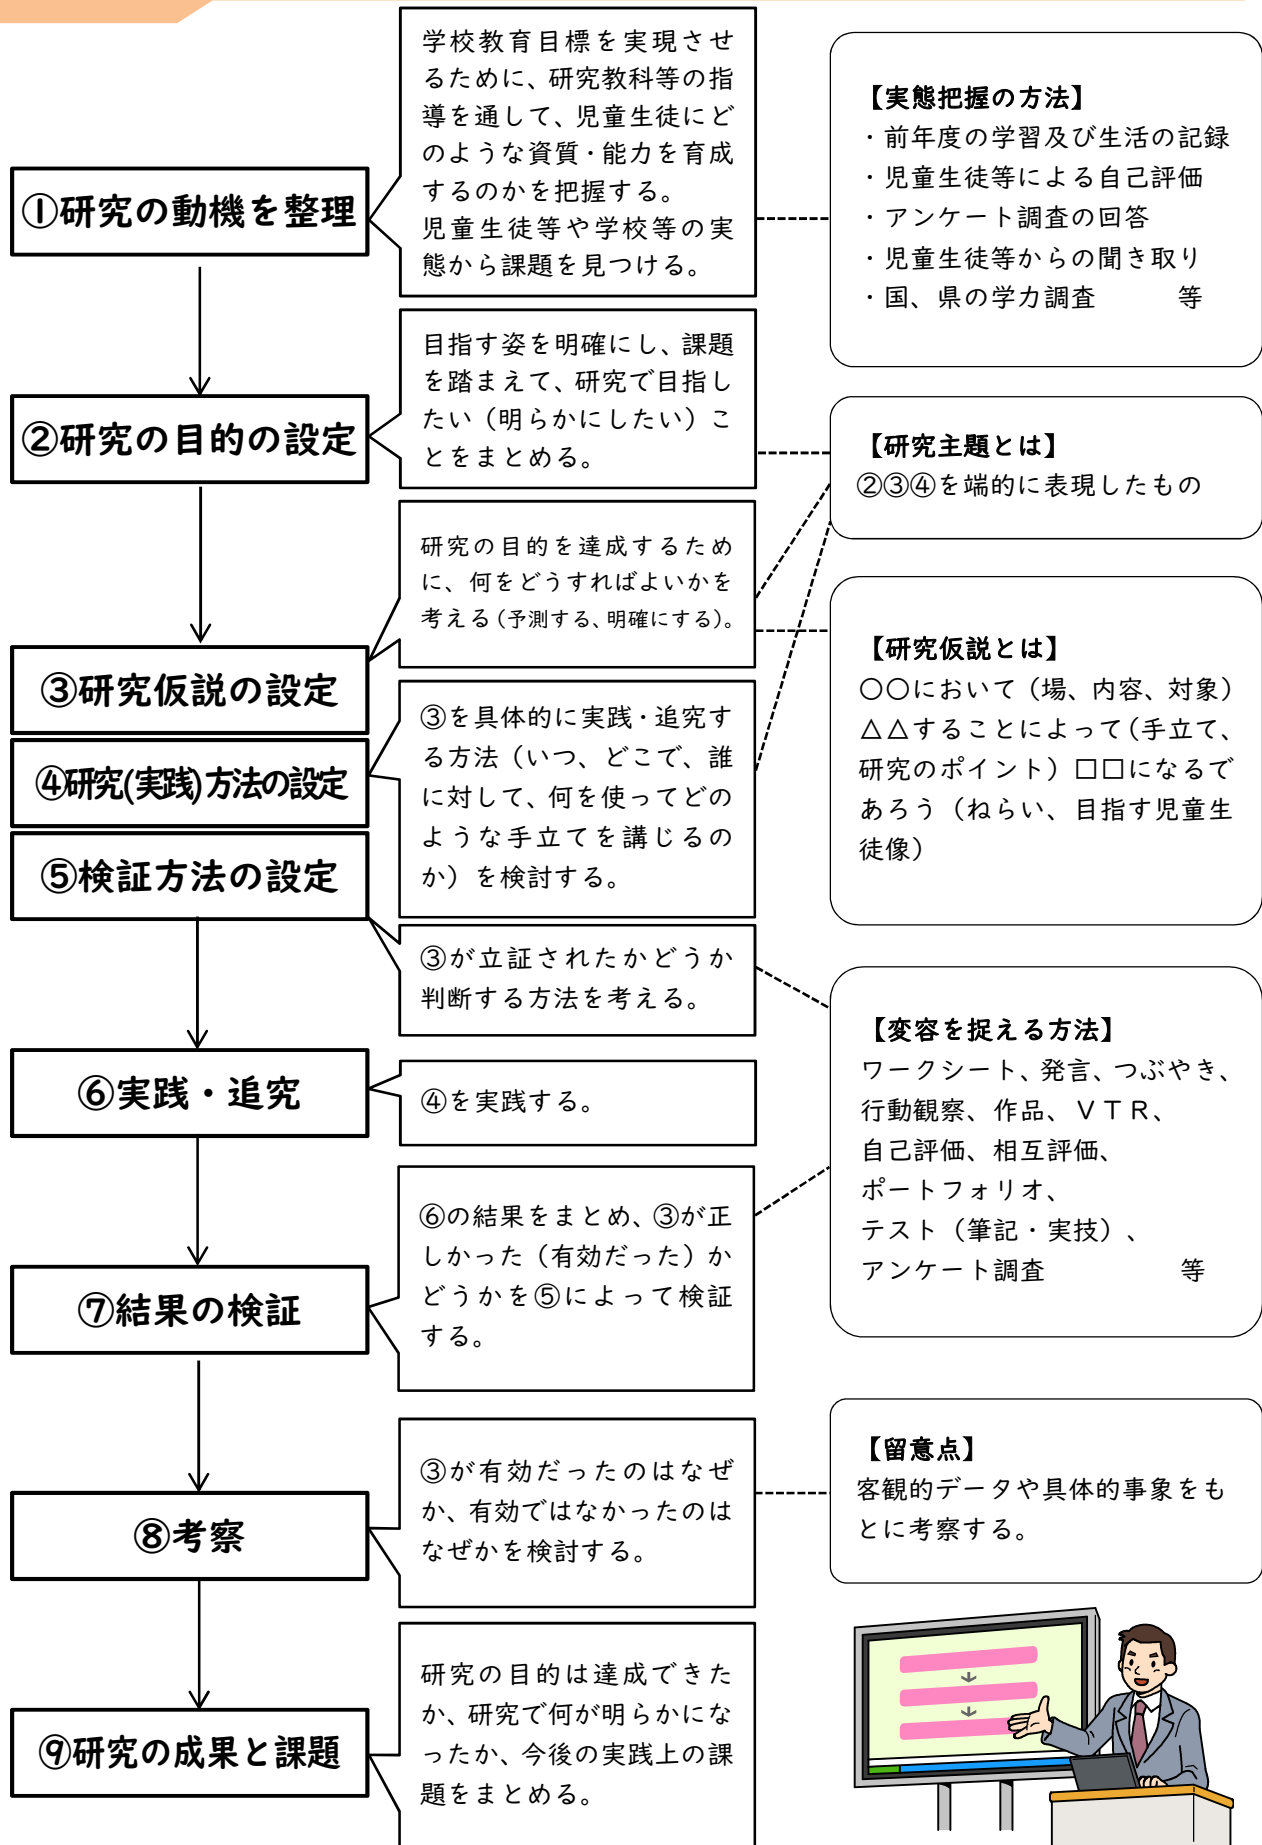 ①研究の動機を整理
学校教育目標を実現させ
るために、研究教科等の指
導を通して、児童生徒にど
のような資質・能力を育成
するのかを把握する。
児童生徒等や学校等の実
態から課題を見つける。
【実態把握の方法】
・前年度の学習及び生活の記録
・児童生徒等による自己評価
・アンケート調査の回答
・児童生徒等からの聞き取り
・国、県の学力調査　　　等
②研究の目的の設定
目指す姿を明確にし、課題
を踏まえて、研究で目指し
たい（明らかにしたい）こ
とをまとめる。
【研究主題とは】
②③④を端的に表現したもの
③研究仮説の設定
研究の目的を達成するため
に、何をどうすればよいかを
考える（予測する、明確にする）。
【研究仮説とは】
〇〇において（場、内容、対象）
△△することによって（手立て、
研究のポイント）□□になるで
あろう（ねらい、目指す児童生
徒像）
④研究(実践)方法の設定
③を具体的に実践・追究す
る方法（いつ、どこで、誰
に対して、何を使ってどの
ような手立てを講じるの
か）を検討する。
⑤検証方法の設定
③が立証されたかどうか
判断する方法を考える。
【変容を捉える方法】
ワークシート、発言、つぶやき、
行動観察、作品、ＶＴＲ、
自己評価、相互評価、
ポートフォリオ、
テスト（筆記・実技）、
アンケート調査　　　　　等
⑥実践・追究
④を実践する。
⑦結果の検証
⑥の結果をまとめ、③が正
しかった（有効だった）か
どうかを⑤によって検証
する。
⑧考察
③が有効だったのはなぜ
か、有効ではなかったのは
なぜかを検討する。
【留意点】
客観的データや具体的事象をも
とに考察する。
⑨研究の成果と課題
研究の目的は達成できた
か、研究で何が明らかにな
ったか、今後の実践上の課
題をまとめる。